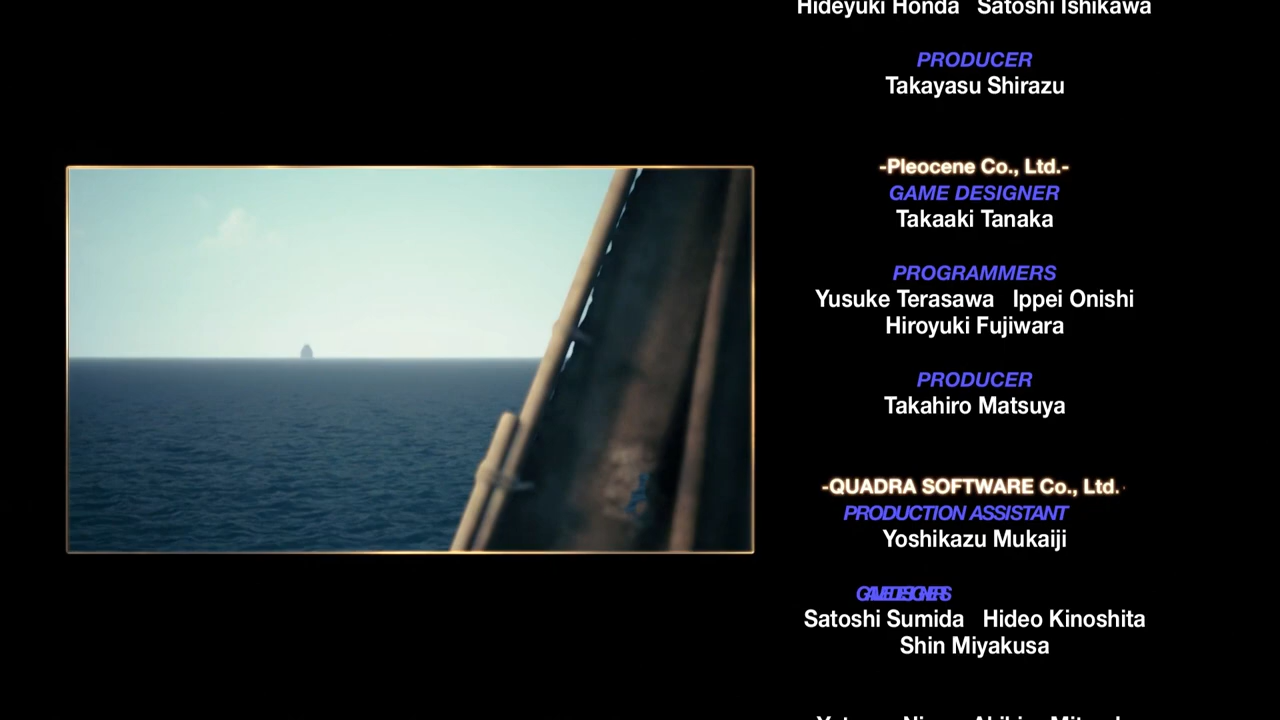 Hideyuki Honda Satoshi Ishikawa
PRODUCER
Takayasu Shirazu
-Pleocene Co., Ltd.-
GAME DESIGNER
Takaaki Tanaka
PROGRAMMERS
Yusuke Terasawa Ippei Onishi
Hiroyuki Fujiwara
PRODUCER
Takahiro Matsuya
-QUADRA SOFTWARE Co., Ltd.
PRODUCTION ASSISTANT
Yoshikazu Mukaiji
GAME DESIGNERS
Satoshi Sumida Hideo Kinoshita
Shin Miyakusa